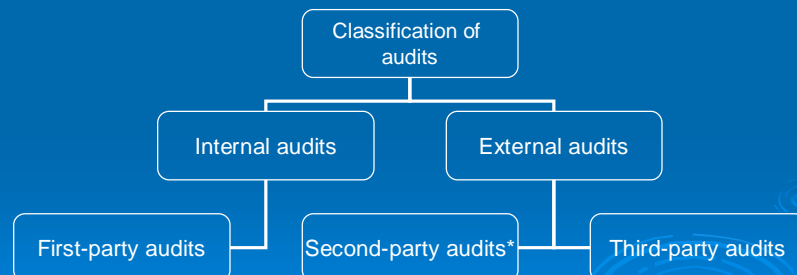 Classification of
audits
Internal audits
External audits
First-party audits
Second-party audits*
Third-party audits